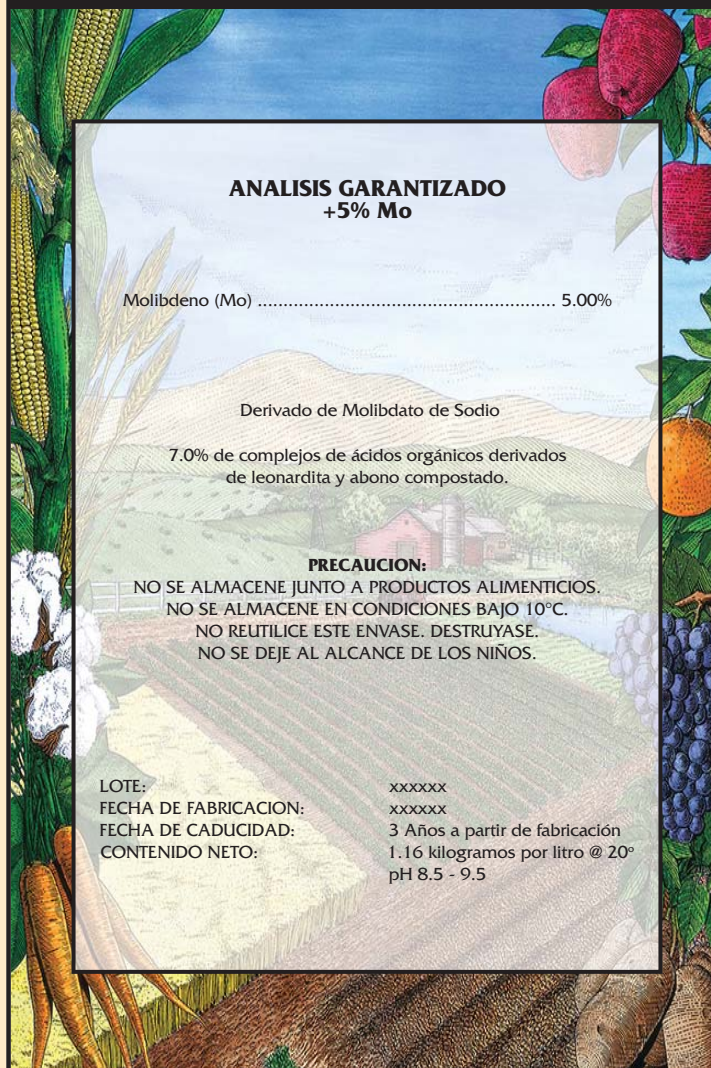 ANALISIS GARANTIZADO
+5% Mo
Molibdeno (Mo) .......................................................... 5.00%
Derivado de Molibdato de Sodio
7.0% de complejos de ácidos orgánicos derivados
de leonardita y abono compostado.
PRECAUCION:
NO SE ALMACENE JUNTO A PRODUCTOS ALIMENTICIOS.
NO SE ALMACENE EN CONDICIONES BAJO 10°C.
NO REUTILICE ESTE ENVASE. DESTRUYASE.
NO SE DEJE AL ALCANCE DE LOS NIÑOS.
LOTE: xxxxxx
FECHA DE FABRICACION: xxxxxx
FECHA DE CADUCIDAD: 3 Años a partir de fabricación
CONTENIDO NETO: 1.16 kilogramos por litro @ 20°
pH 8.5 - 9.5